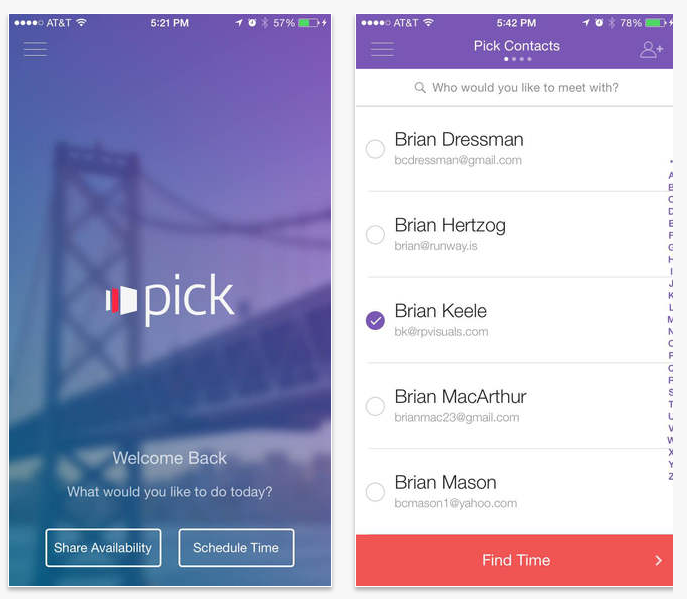 AT&T 5:21 PM 57%
pick
Welcome Back
What would you like to do today?
Share Availability
Schedule Time
AT&T 5:42 PM 78%
Pick Contacts
Who would you like to meet with?
Brian Dressman
bcdressman@gmail.com
Brian Hertzog
brian@runway.is
Brian Keele
bk@rpvisuals.com
Brian MacArthur
brianmac23@gmail.com
Brian Mason
bcmason1@yahoo.com
A
B
C
D
E
F
G
H
I
J
K
L
M
N
O
P
Q
R
S
T
U
V
W
X
Y
Z
Find Time